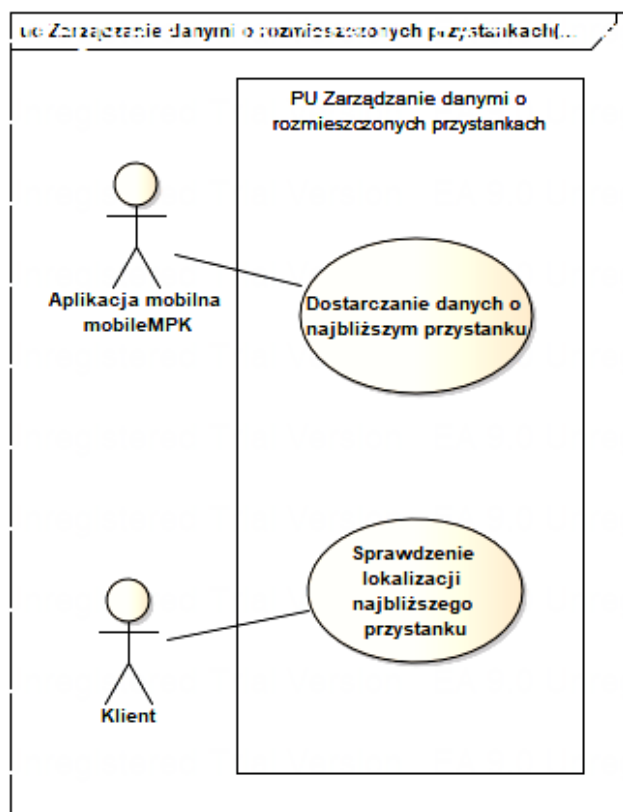 uc Zarządzanie danymi o rozmieszczonych przystankach(...
PU Zarządzanie danymi o
rozmieszczonych przystankach
Aplikacja mobilna
mobileMPK
Dostarczanie danych o
najbliższym przystanku
Sprawdzenie
lokalizacji
najbliższego
przystanku
Klient